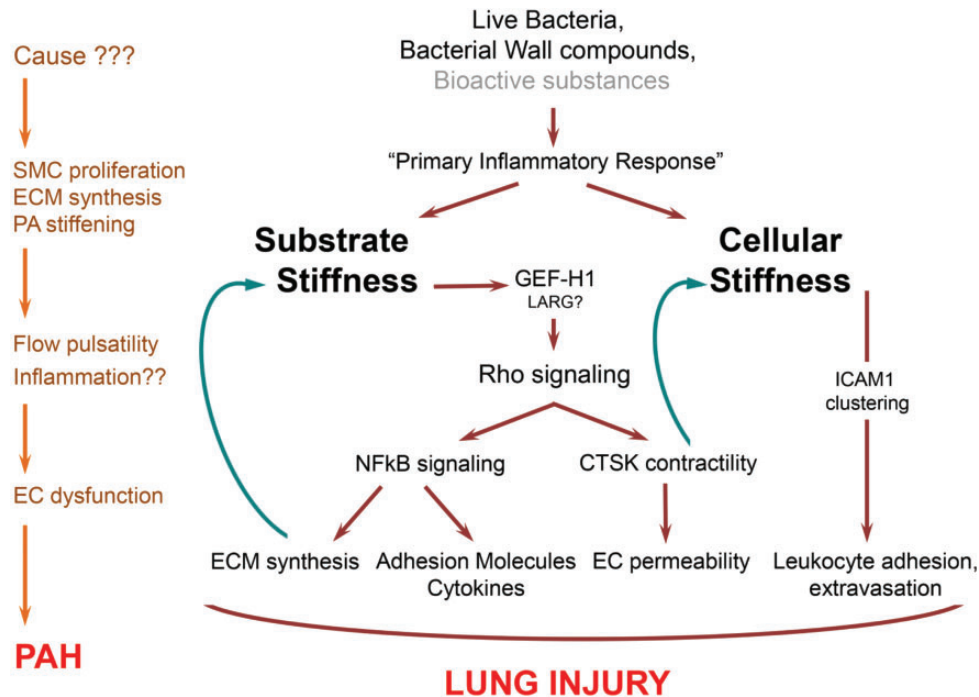 Cause ???
SMC proliferation
ECM synthesis
PA stiffening
Flow pulsatility
Inflammation??
EC dysfunction
PAH
Live Bacteria,
Bacterial Wall compounds,
Bioactive substances
“Primary Inflammatory Response”
Substrate
Stiffness
Cellular
Stiffness
GEF-H1
LARG?
Rho signaling
ICAM1
clustering
NFkB signaling
CTSK contractility
ECM synthesis
Adhesion Molecules
Cytokines
EC permeability
Leukocyte adhesion,
extravasation
LUNG INJURY